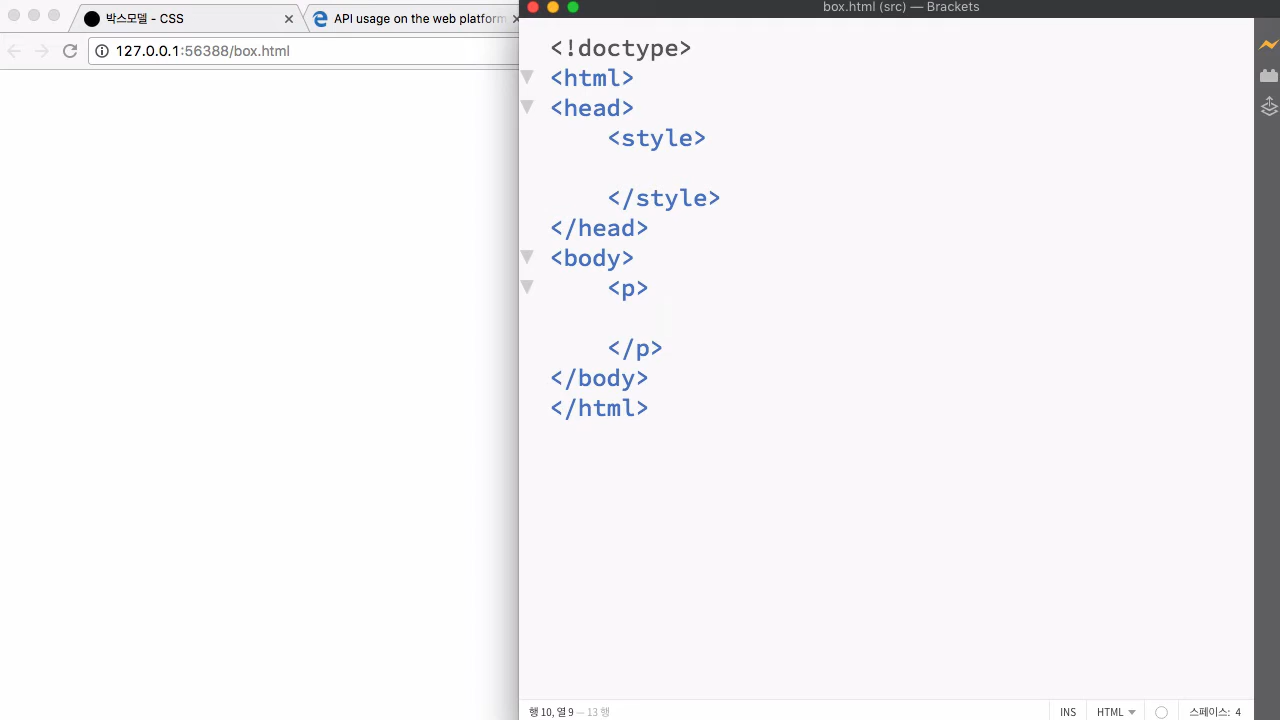 박스모델 - CSS
API usage on the web platform
127.0.0.1:56388/box.html
box.html (src) — Brackets
<!doctype>
<html>
<head>
<style>
</style>
</head>
<body>
<p>
</p>
</body>
</html>
행 10, 열 9 — 13 행
INS
HTML
스페이스: 4